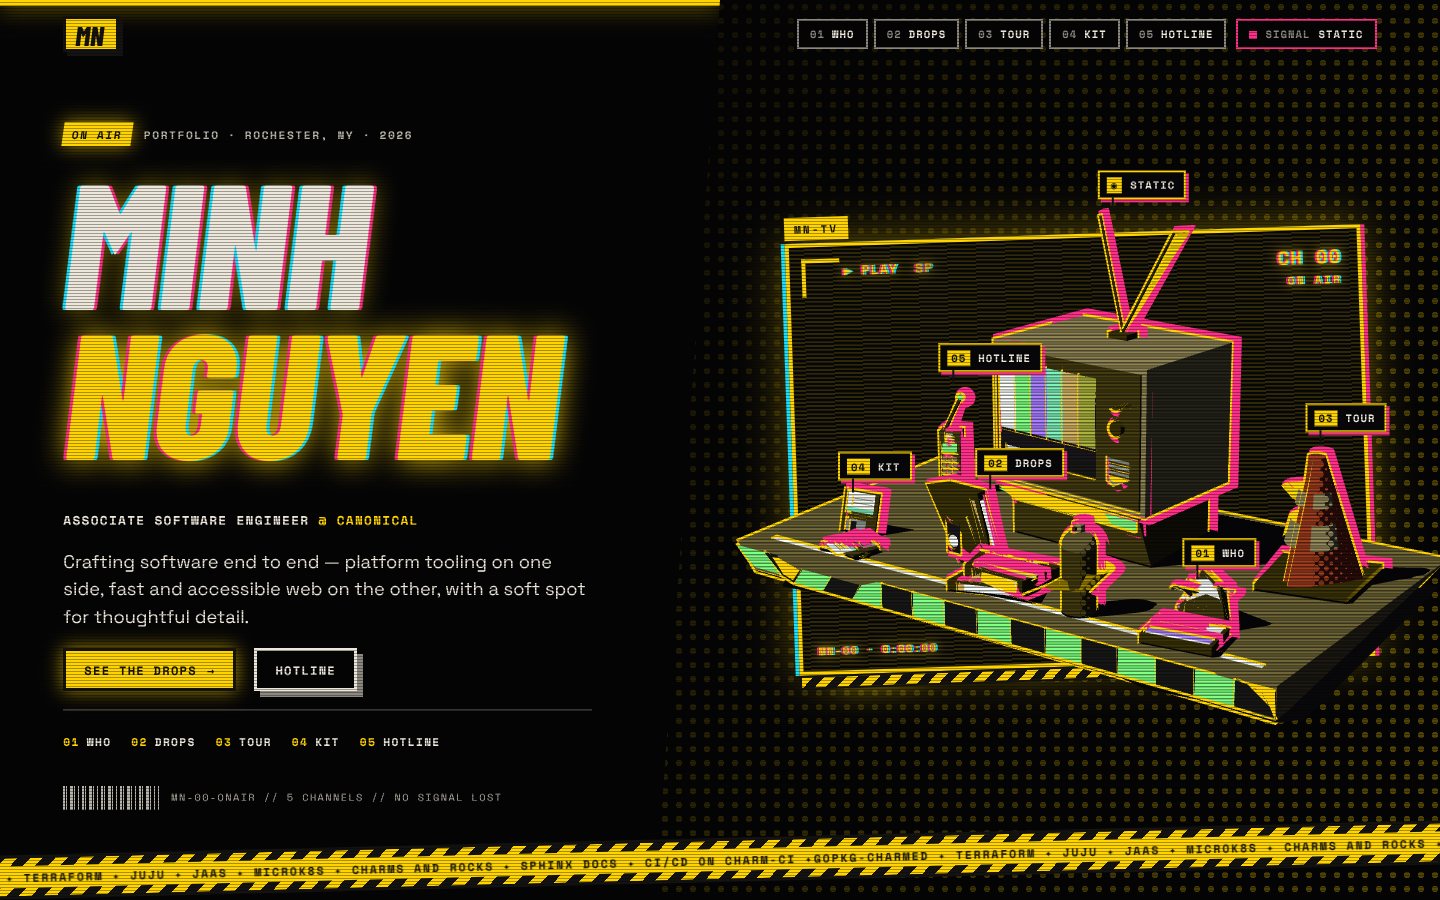 MN
01 WHO
02 DROPS
03 TOUR
04 KIT
05 HOTLINE
SIGNAL STATIC
ON AIR PORTFOLIO · ROCHESTER, NY · 2026
MINH
NGUYEN
ASSOCIATE SOFTWARE ENGINEER @ CANONICAL
Crafting software end to end — platform tooling on one
side, fast and accessible web on the other, with a soft spot
for thoughtful detail.
SEE THE DROPS →
HOTLINE
01 WHO 02 DROPS 03 TOUR 04 KIT 05 HOTLINE
MN-00-ONAIR // 5 CHANNELS // NO SIGNAL LOST
STATIC
MN-TV
▶ PLAY SP
CH 00
ON AIR
05 HOTLINE
03 TOUR
04 KIT
02 DROPS
01 WHO
MN-00 - 0:00:00
✦ TERRAFORM ✦ JUJU ✦ JAAS ✦ MICROK8S ✦ CHARMS AND ROCKS ✦ SPHINX DOCS ✦ CI/CD ON CHARM-CI ✦GOPKG-CHARMED ✦ TERRAFORM ✦ JUJU ✦ JAAS ✦ MICROK8S ✦ CHARMS AND ROCKS